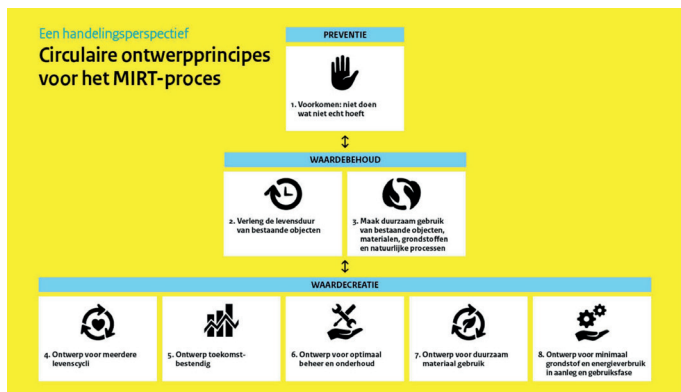 Een handelingsperspectief
Circulaire ontwerpprincipes
voor het MIRT-proces
PREVENTIE
1. Voorkomen: niet doen
wat niet echt hoeft
WAARDEBEHOUD
2. Verleng de levensduur
van bestaande objecten
3. Maak duurzaam gebruik
van bestaande objecten,
materialen, grondstoffen
en natuurlijke processen
WAARDECREATIE
4. Ontwerp voor meerdere
levenscycli
5. Ontwerp toekomst-
bestendig
6. Ontwerp voor optimaal
beheer en onderhoud
7. Ontwerp voor duurzaam
materiaal gebruik
8. Ontwerp voor minimaal
grondstof en energieverbruik
in aanleg en gebruiksfase